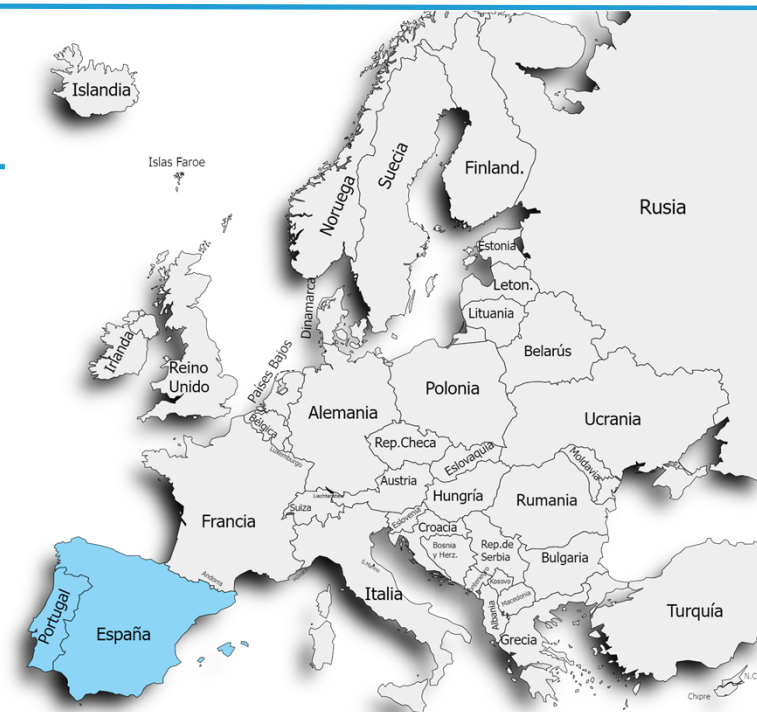 Islandia
Islas Faroe
Noruega
Suecia
Finland.
Rusia
Estonia
Leton.
Lituania
Dinamarca
Belarús
Irlanda
Reino
Unido
Países Bajos
Bélgica
Luxemburgo
Alemania
Polonia
Ucrania
Rep.Checa
Eslovaquia
Moldavia
Francia
Suiza
Liechtenstein
Austria
Hungría
Rumania
Eslovenia
Croacia
Bosnia
y Herz.
Rep.de
Serbia
Bulgaria
Kosovo
Macedonia
Albania
Grecia
Turquía
Andorra
S.Marino
Italia
Portugal
España
Chipre
N.C